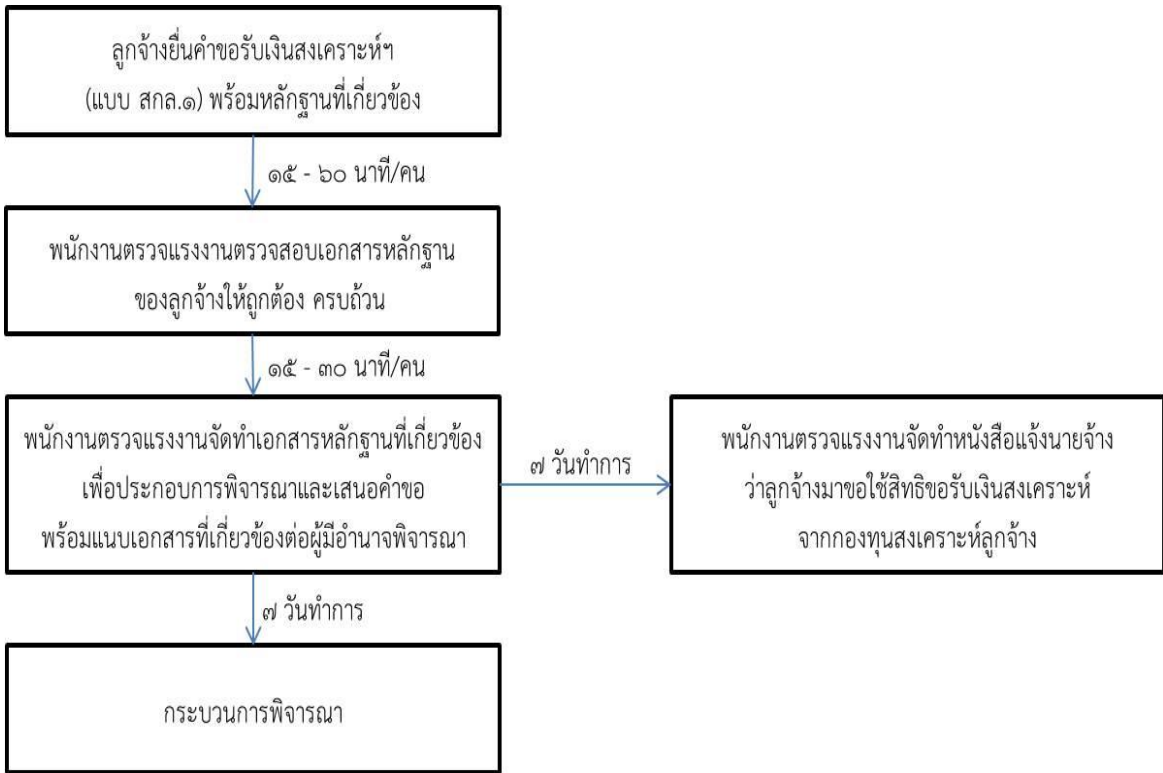 ลูกจ้างยื่นคำขอรับเงินสงเคราะห์ฯ
(แบบ สกล.๑) พร้อมหลักฐานที่เกี่ยวข้อง
๑๕ - ๖๐ นาที/คน
พนักงานตรวจแรงงานตรวจสอบเอกสารหลักฐาน
ของลูกจ้างให้ถูกต้อง ครบถ้วน
๑๕ - ๓๐ นาที/คน
พนักงานตรวจแรงงานจัดทำเอกสารหลักฐานที่เกี่ยวข้อง
เพื่อประกอบการพิจารณาและเสนอคำขอ
พร้อมแนบเอกสารที่เกี่ยวข้องต่อผู้มีอำนาจพิจารณา
๗ วันทำการ
พนักงานตรวจแรงงานจัดทำหนังสือแจ้งนายจ้าง
ว่าลูกจ้างมาขอใช้สิทธิขอรับเงินสงเคราะห์
จากกองทุนสงเคราะห์ลูกจ้าง
๗ วันทำการ
กระบวนการพิจารณา